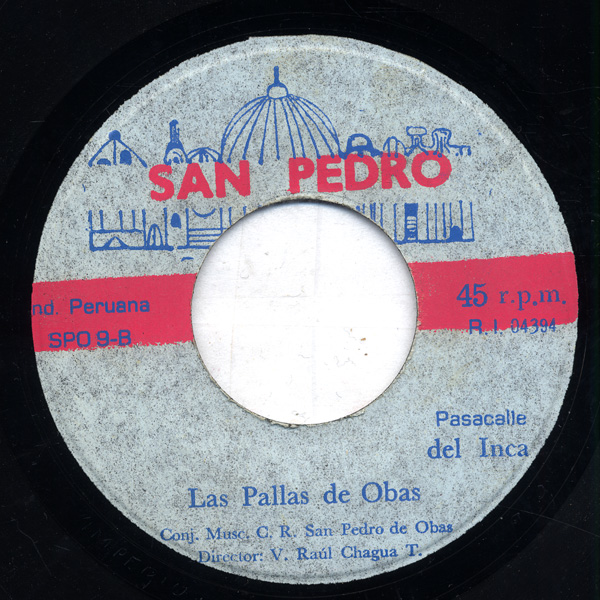 SAN PEDRO
nd. Peruana
45 r.p.m.
SPO 9-B
R.I. 04394
Pasacalle
del Inca
Las Pallas de Obas
Conj. Musc. C. R. San Pedro de Obas
Director: V. Raúl Chagua T.